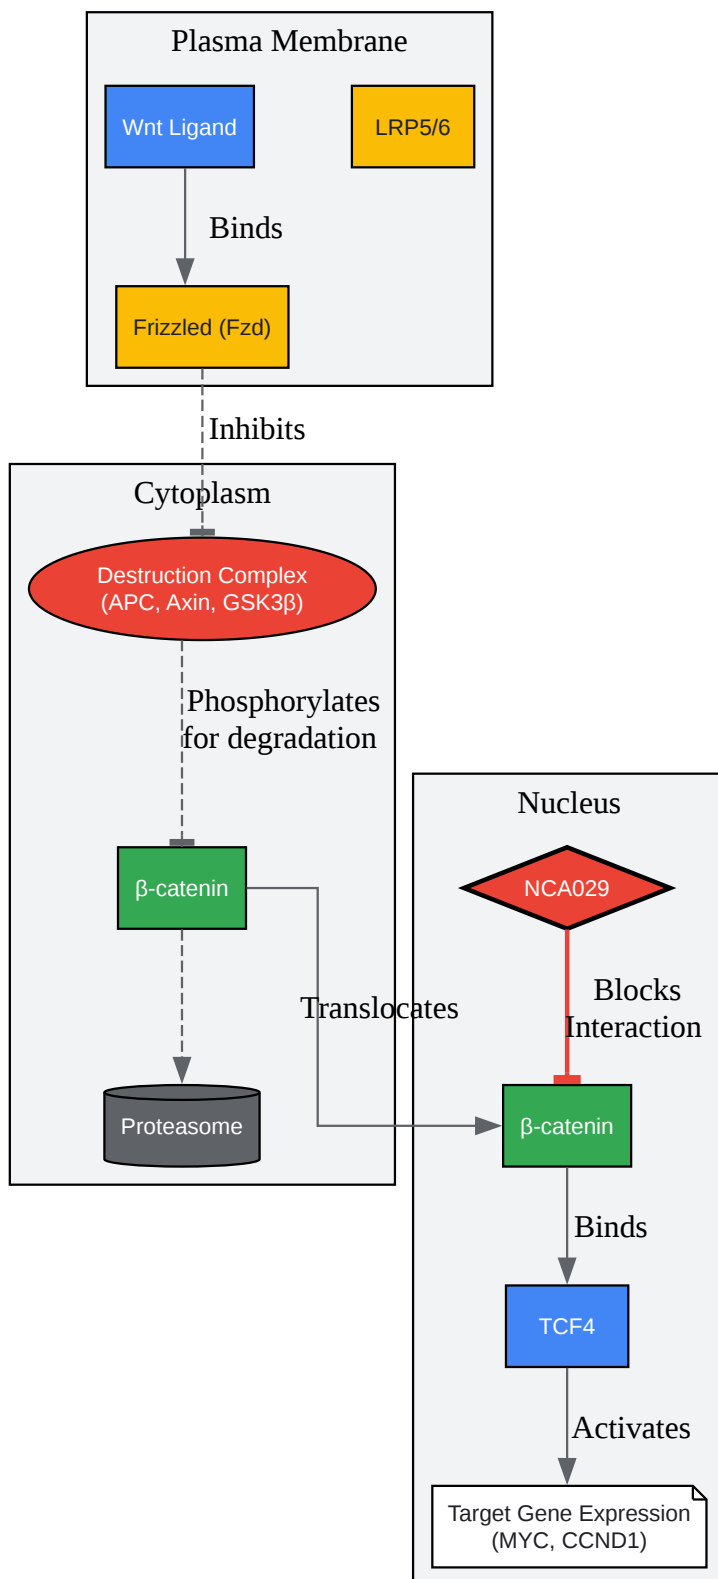 Plasma Membrane
Wnt Ligand
LRP5/6
Binds
Frizzled (Fzd)
Inhibits
Cytoplasm
Destruction Complex
(APC, Axin, GSK3β)
Phosphorylates
for degradation
β-catenin
Translocates
Proteasome
Nucleus
NCA029
Blocks
Interaction
β-catenin
Binds
TCF4
Activates
Target Gene Expression
(MYC, CCND1)